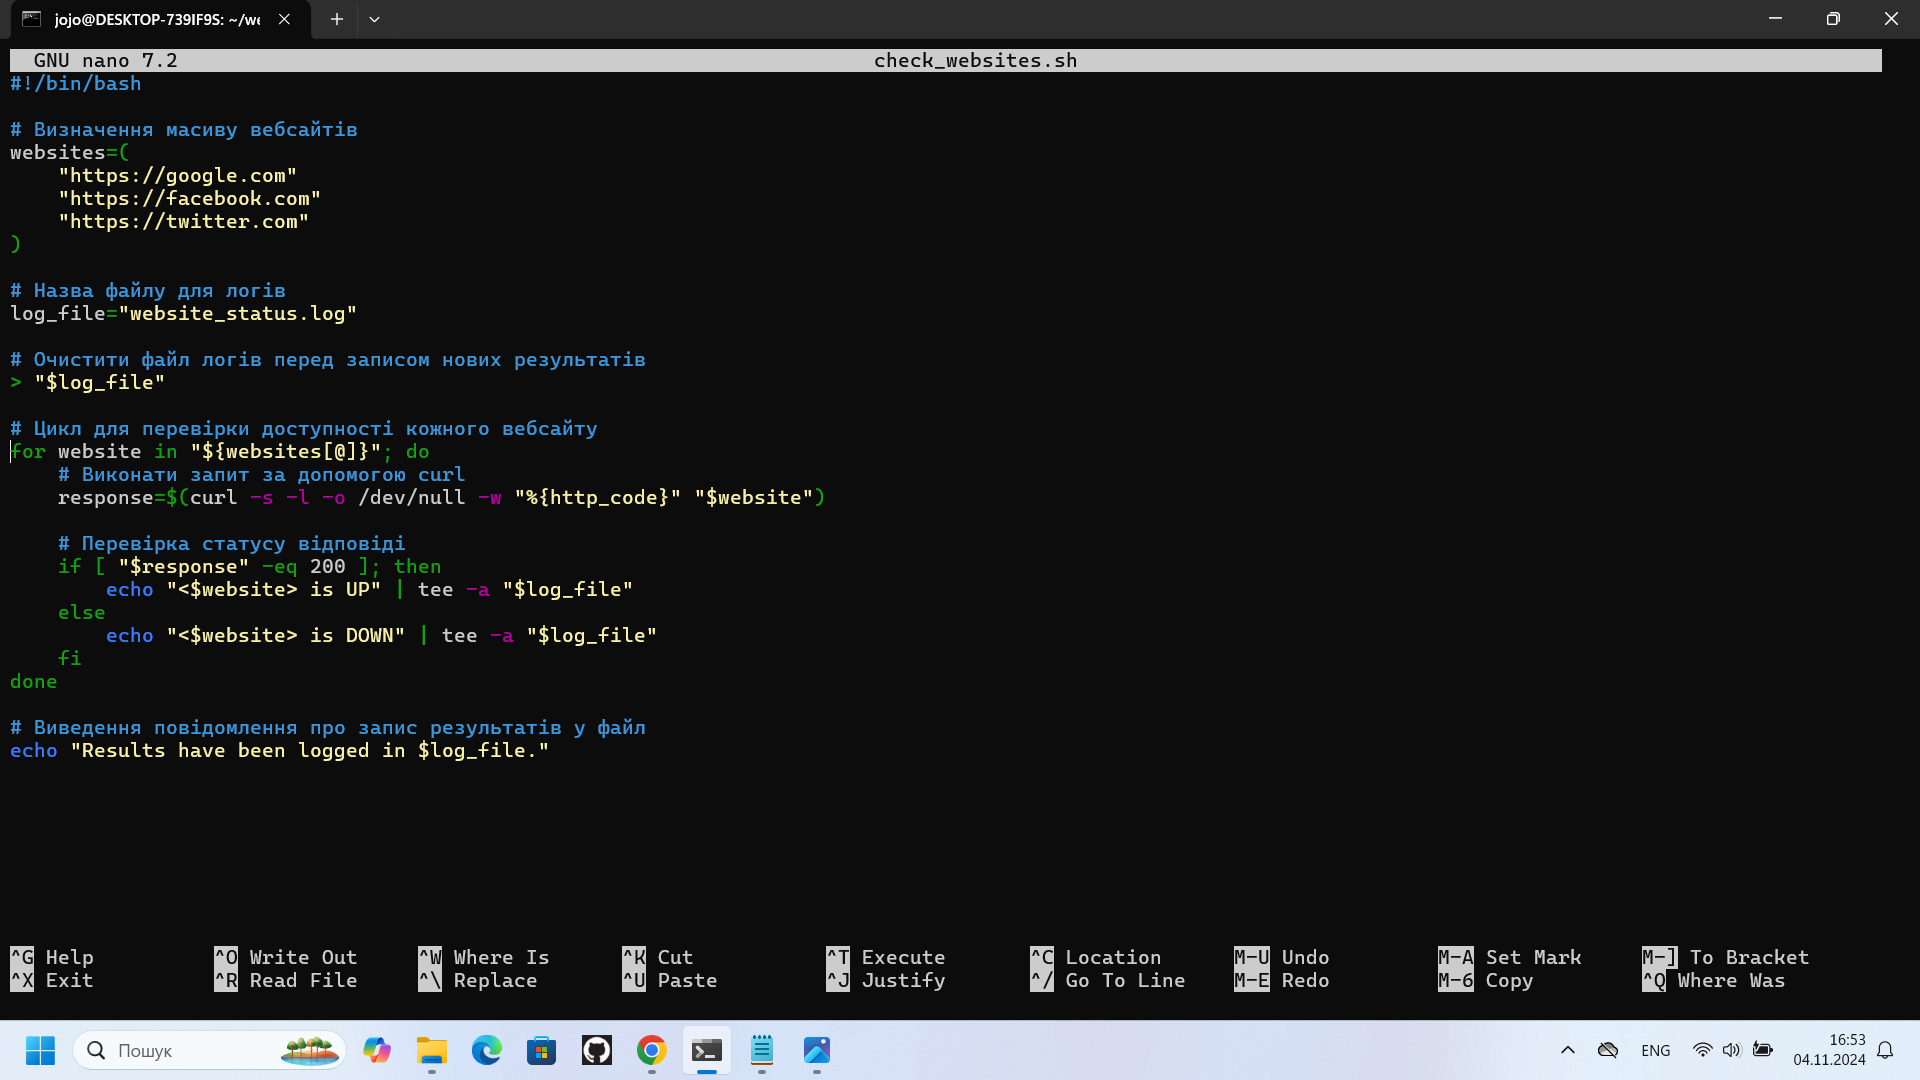 jojo@DESKTOP-739IF9S: ~/we
GNU nano 7.2 check_websites.sh
#!/bin/bash
# Визначення масиву вебсайтів
websites=(
"https://google.com"
"https://facebook.com"
"https://twitter.com"
)
# Назва файлу для логів
log_file="website_status.log"
# Очистити файл логів перед записом нових результатів
> "$log_file"
# Цикл для перевірки доступності кожного вебсайту
for website in "${websites[@]}"; do
# Виконати запит за допомогою curl
response=$(curl -s -l -o /dev/null -w "%{http_code}" "$website")
# Перевірка статусу відповіді
if [ "$response" -eq 200 ]; then
echo "<$website> is UP" | tee -a "$log_file"
else
echo "<$website> is DOWN" | tee -a "$log_file"
fi
done
# Виведення повідомлення про запис результатів у файл
echo "Results have been logged in $log_file."
^G Help ^O Write Out ^W Where Is ^K Cut ^T Execute ^C Location M-U Undo M-A Set Mark M-] To Bracket
^X Exit ^R Read File ^\ Replace ^U Paste ^J Justify ^/ Go To Line M-E Redo M-6 Copy ^Q Where Was
Пошук
ENG
16:53
04.11.2024